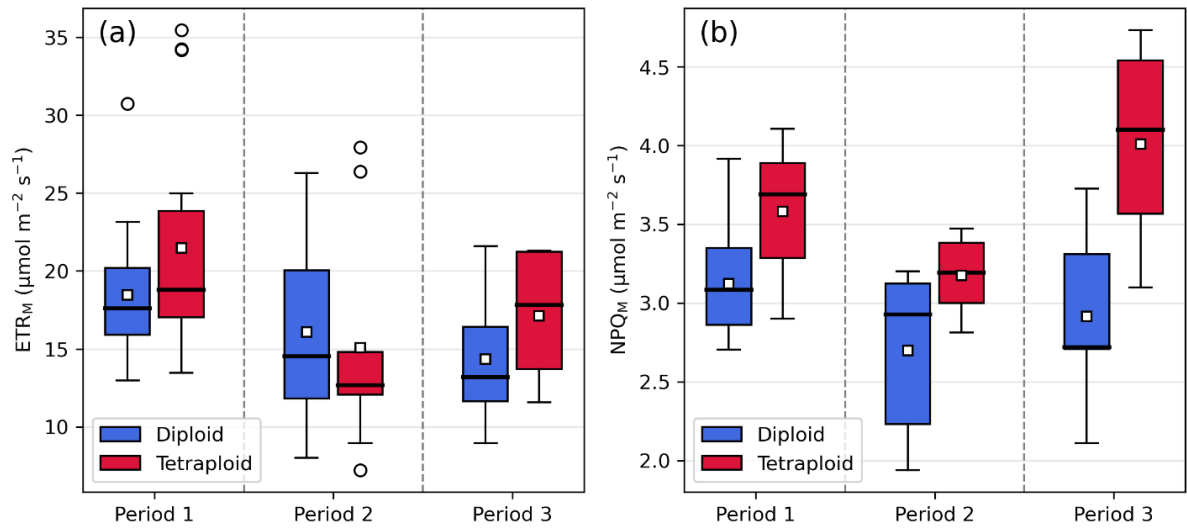 (a)
ETR_M (μmol m⁻² s⁻¹)
35
30
25
20
15
10
Diploid
Tetraploid
Period 1 Period 2 Period 3
(b)
NPQ_M (μmol m⁻² s⁻¹)
4.5
4.0
3.5
3.0
2.5
2.0
Diploid
Tetraploid
Period 1 Period 2 Period 3